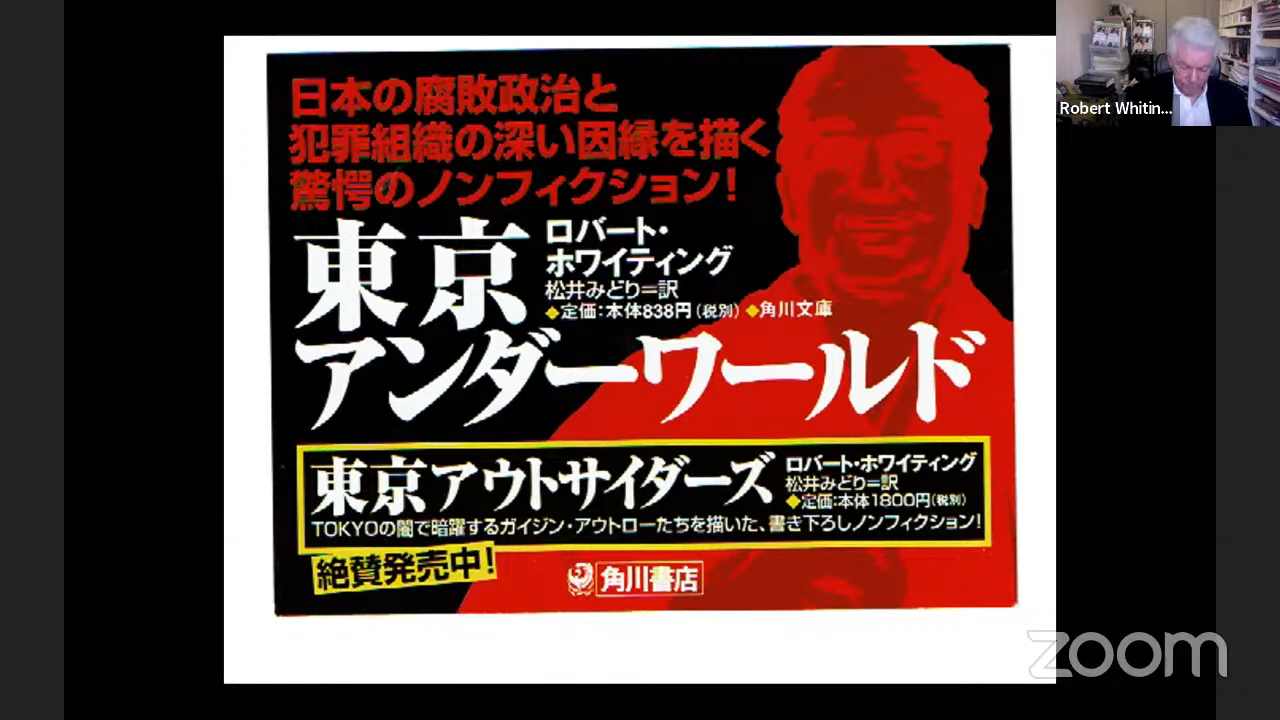 日本の腐敗政治と
犯罪組織の深い因縁を描く
驚愕のノンフィクション!
東京
ロバート・
ホワイティング
松井みどり=訳
◆定価:本体838円(税別) ◆角川文庫
アンダーワールド
東京アウトサイダーズ
ロバート・ホワイティング
松井みどり=訳
◆定価:本体1800円(税別)
TOKYOの闇で暗躍するガイジン・アウトローたちを描いた、書き下ろしノンフィクション!
絶賛発売中!
角川書店
Robert Whitin...
zoom